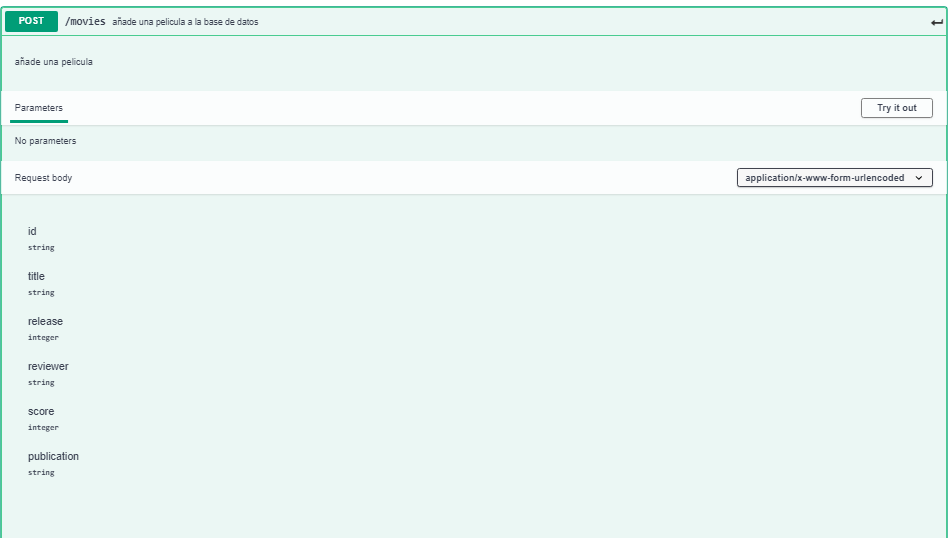 POST /movies añade una pelicula a la base de datos
añade una pelicula
Parameters
Try it out
No parameters
Request body
application/x-www-form-urlencoded
id
string
title
string
release
integer
reviewer
string
score
integer
publication
string